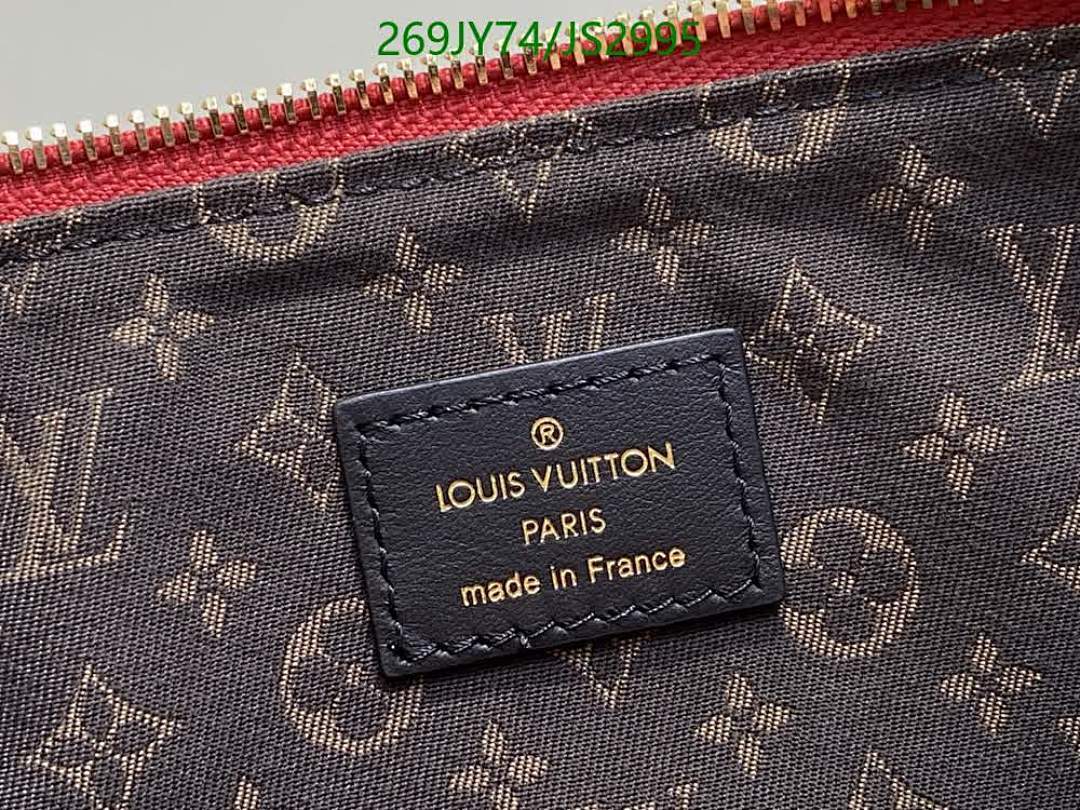 269JY74/JS2995
®
LOUIS VUITTON
PARIS
made in France